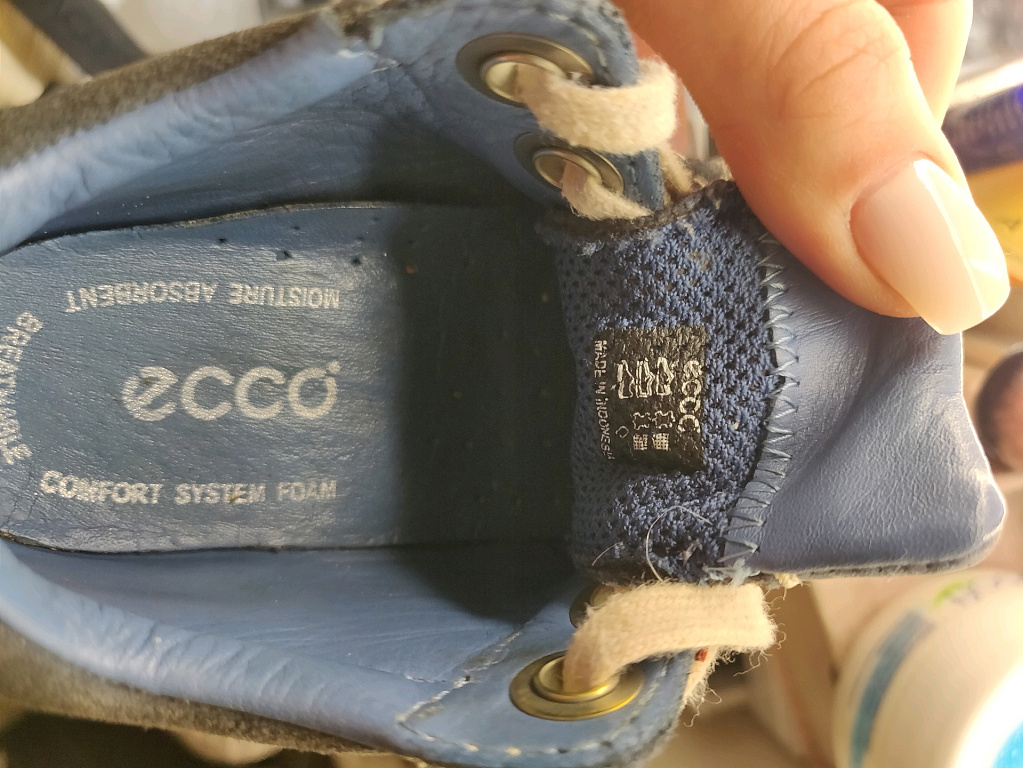 MOISTURE ABSORBENT
BREATHABLE
ecco
COMFORT SYSTEM FOAM
ecco
MADE IN INDONESIA